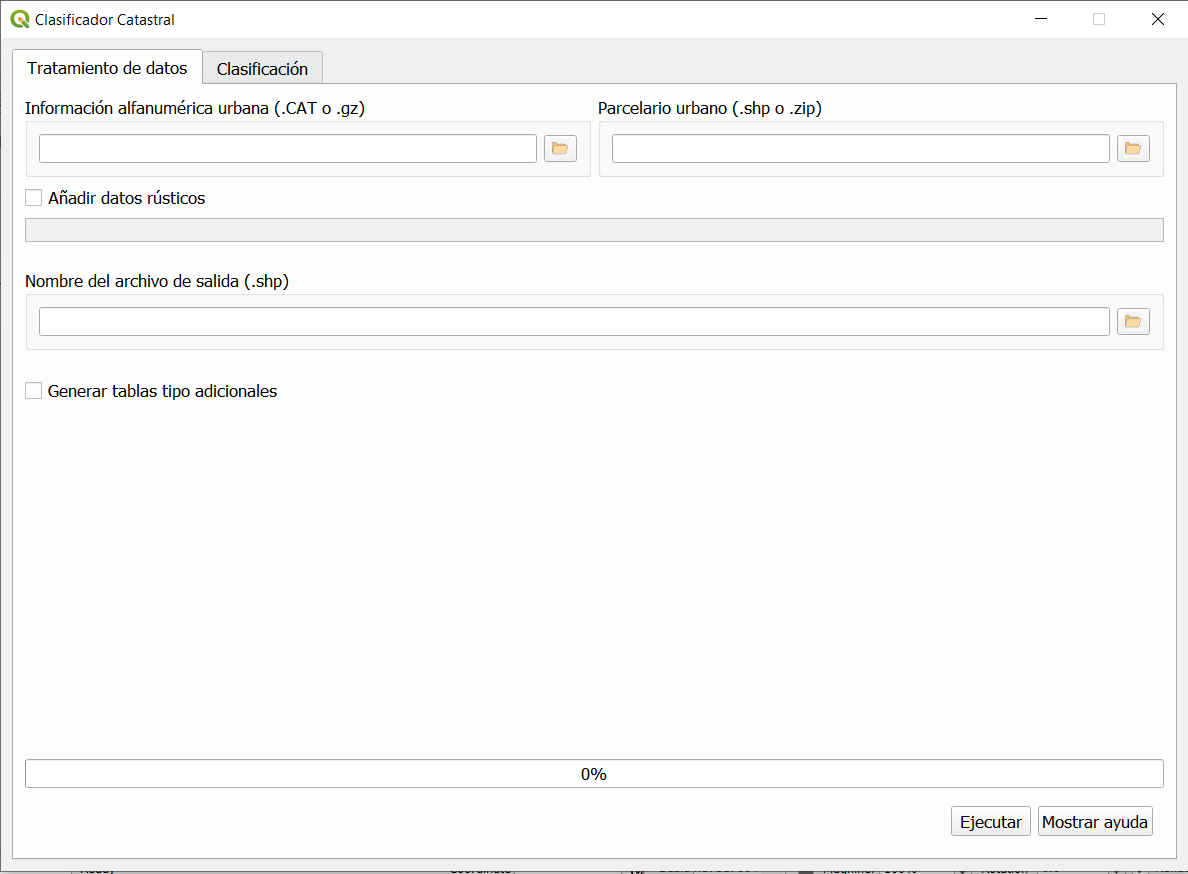 Clasificador Catastral
Tratamiento de datos
Clasificación
Información alfanumérica urbana (.CAT o .gz)
Parcelario urbano (.shp o .zip)
Añadir datos rústicos
Nombre del archivo de salida (.shp)
Generar tablas tipo adicionales
0%
Ejecutar
Mostrar ayuda